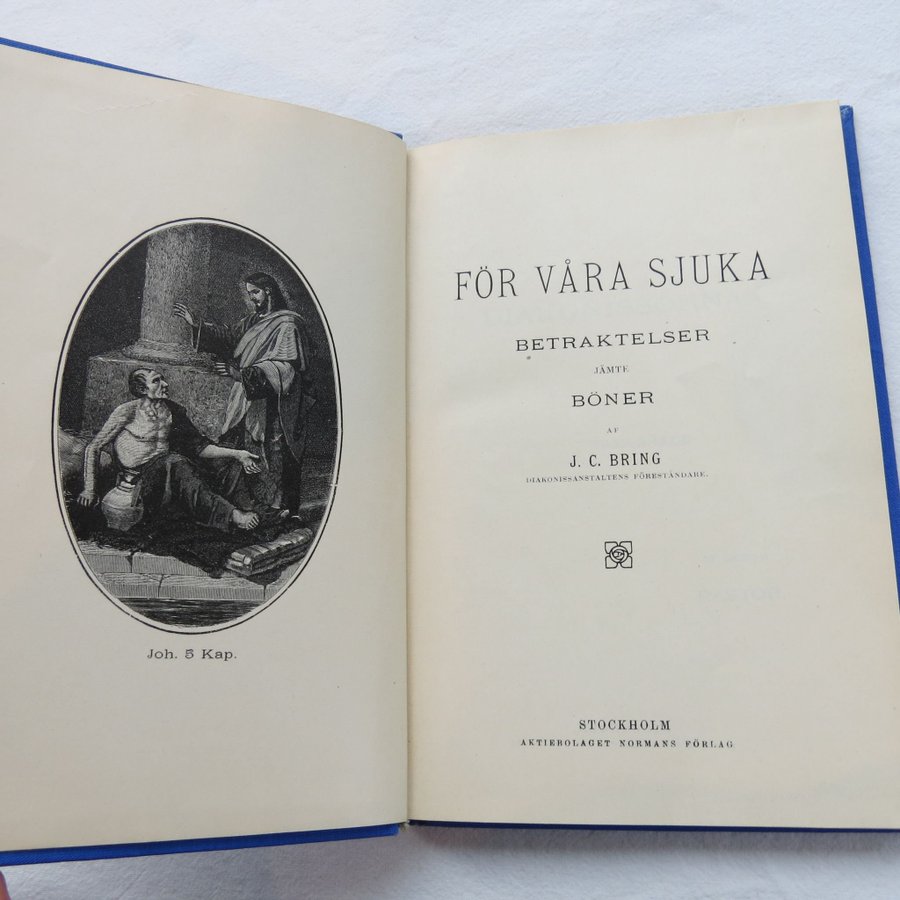 Joh. 5 Kap.
FÖR VÅRA SJUKA
BETRAKTELSER
JÄMTE
BÖNER
AF
J. C. BRING
DIAKONISSANSTALTENS FÖRESTÅNDARE.
STOCKHOLM
AKTIEBOLAGET NORMANS FÖRLAG